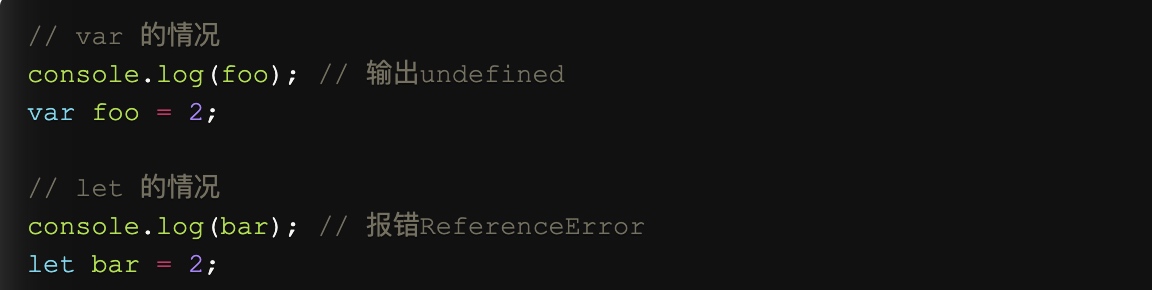 // var 的情况
console.log(foo); // 输出undefined
var foo = 2;
// let 的情况
console.log(bar); // 报错ReferenceError
let bar = 2;